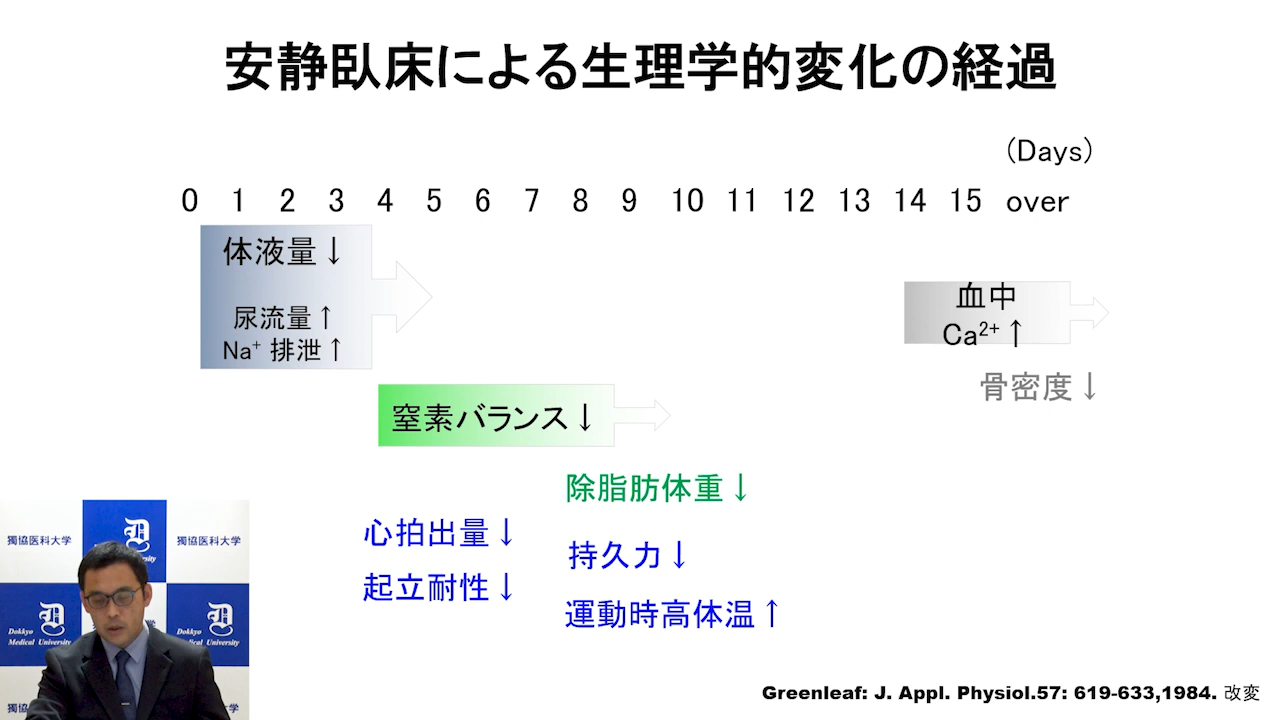 安静臥床による生理学的変化の経過
（Days）
0 1 2 3 4 5 6 7 8 9 10 11 12 13 14 15 over
体液量↓
尿流量↑
Na⁺ 排泄↑
血中
Ca²⁺↑
骨密度↓
窒素バランス↓
除脂肪体重↓
心拍出量↓
持久力↓
起立耐性↓
運動時高体温↑
獨協医科大学
獨協医科大学
Dokkyo
Medical University
Dokkyo
Medical University
Greenleaf: J. Appl. Physiol.57: 619-633,1984. 改変